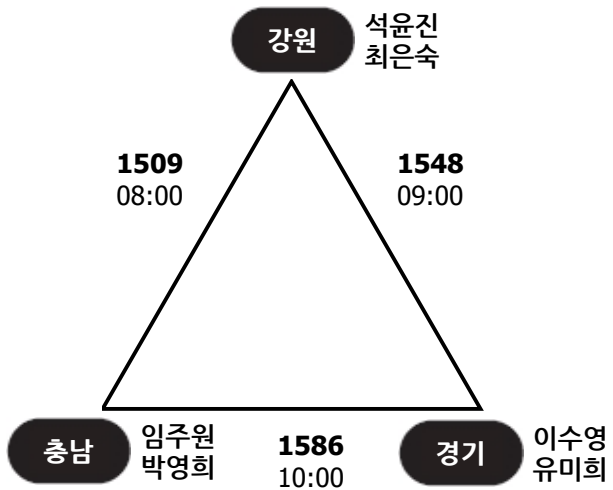 강원
석윤진
최은숙
1509
08:00
1548
09:00
충남
임주원
박영희
1586
10:00
경기
이수영
유미희